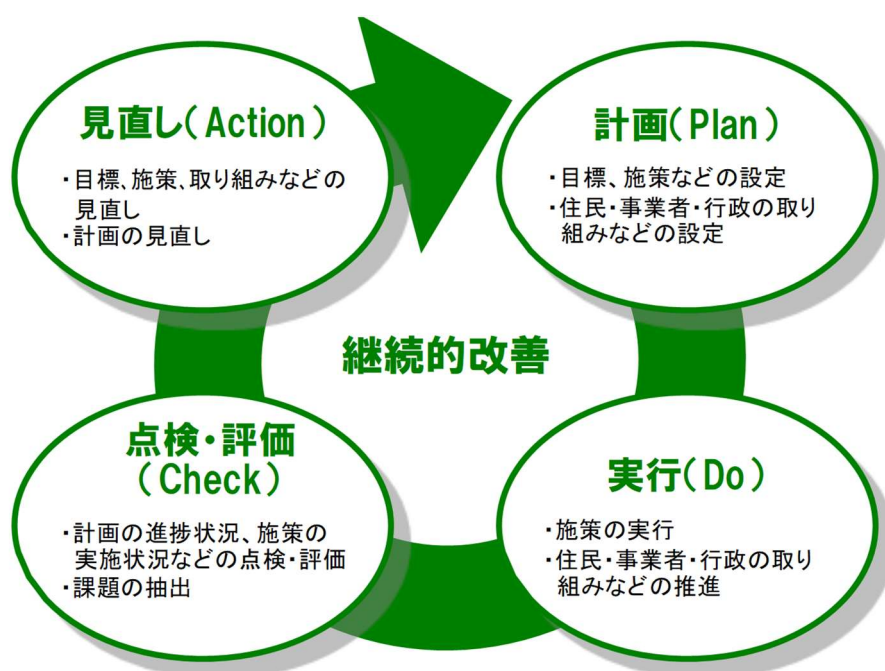 見直し(Action)
・目標、施策、取り組みなどの
見直し
・計画の見直し
計画(Plan)
・目標、施策などの設定
・住民・事業者・行政の取り
組みなどの設定
継続的改善
点検・評価
(Check)
・計画の進捗状況、施策の
実施状況などの点検・評価
・課題の抽出
実行(Do)
・施策の実行
・住民・事業者・行政の取り
組みなどの推進